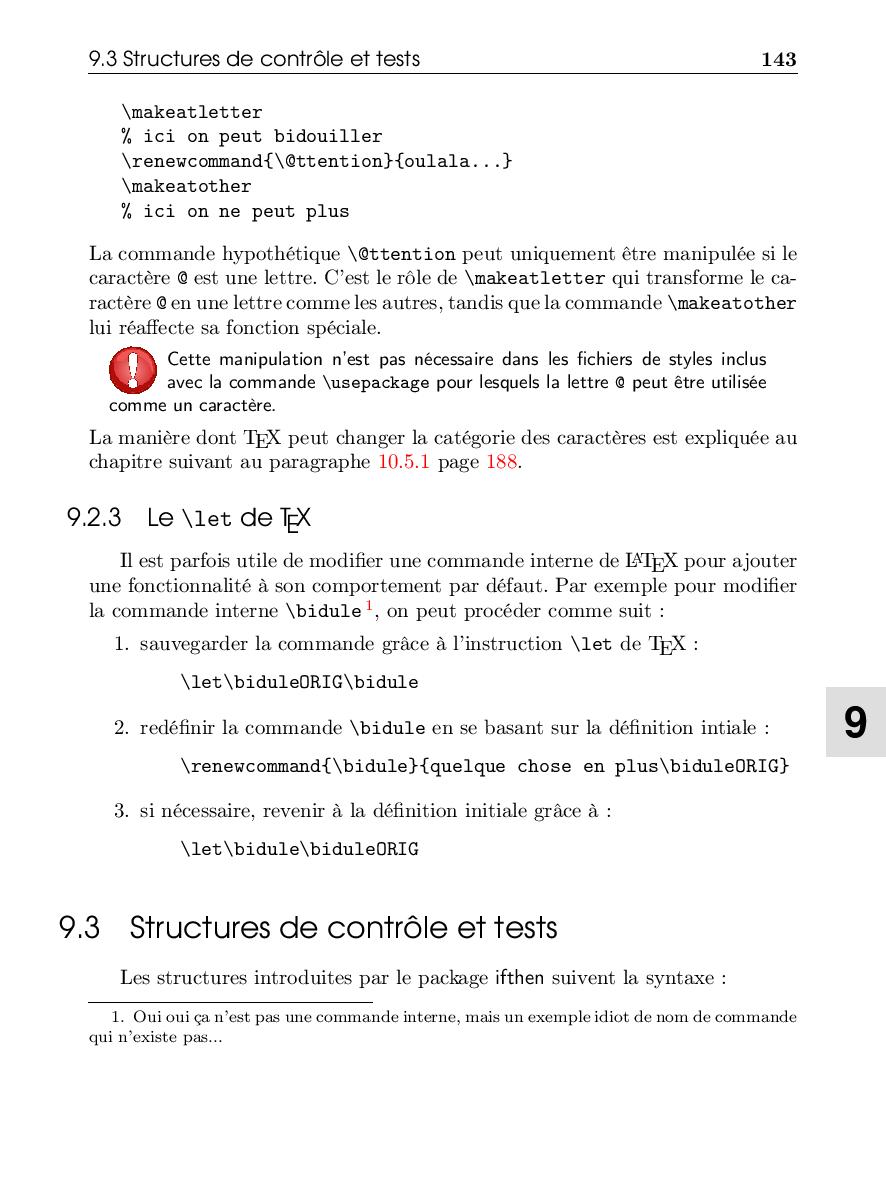 9.3 Structures de contrôle et tests 143
\makeatletter
% ici on peut bidouiller
\renewcommand{\@ttention}{oulala...}
\makeatother
% ici on ne peut plus
La commande hypothétique \@ttention peut uniquement être manipulée si le
caractère @ est une lettre. C'est le rôle de \makeatletter qui transforme le ca-
ractère @ en une lettre comme les autres, tandis que la commande \makeatother
lui réaffecte sa fonction spéciale.
Cette manipulation n'est pas nécessaire dans les fichiers de styles inclus
avec la commande \usepackage pour lesquels la lettre @ peut être utilisée
comme un caractère.
La manière dont TEX peut changer la catégorie des caractères est expliquée au
chapitre suivant au paragraphe 10.5.1 page 188.
9.2.3 Le \let de TEX
Il est parfois utile de modifier une commande interne de LATEX pour ajouter
une fonctionnalité à son comportement par défaut. Par exemple pour modifier
la commande interne \bidule 1, on peut procéder comme suit :
1. sauvegarder la commande grâce à l'instruction \let de TEX :
\let\biduleORIG\bidule
2. redéfinir la commande \bidule en se basant sur la définition intiale :
\renewcommand{\bidule}{quelque chose en plus\biduleORIG}
3. si nécessaire, revenir à la définition initiale grâce à :
\let\bidule\biduleORIG
9
9.3 Structures de contrôle et tests
Les structures introduites par le package ifthen suivent la syntaxe :
1. Oui oui ça n'est pas une commande interne, mais un exemple idiot de nom de commande
qui n'existe pas...